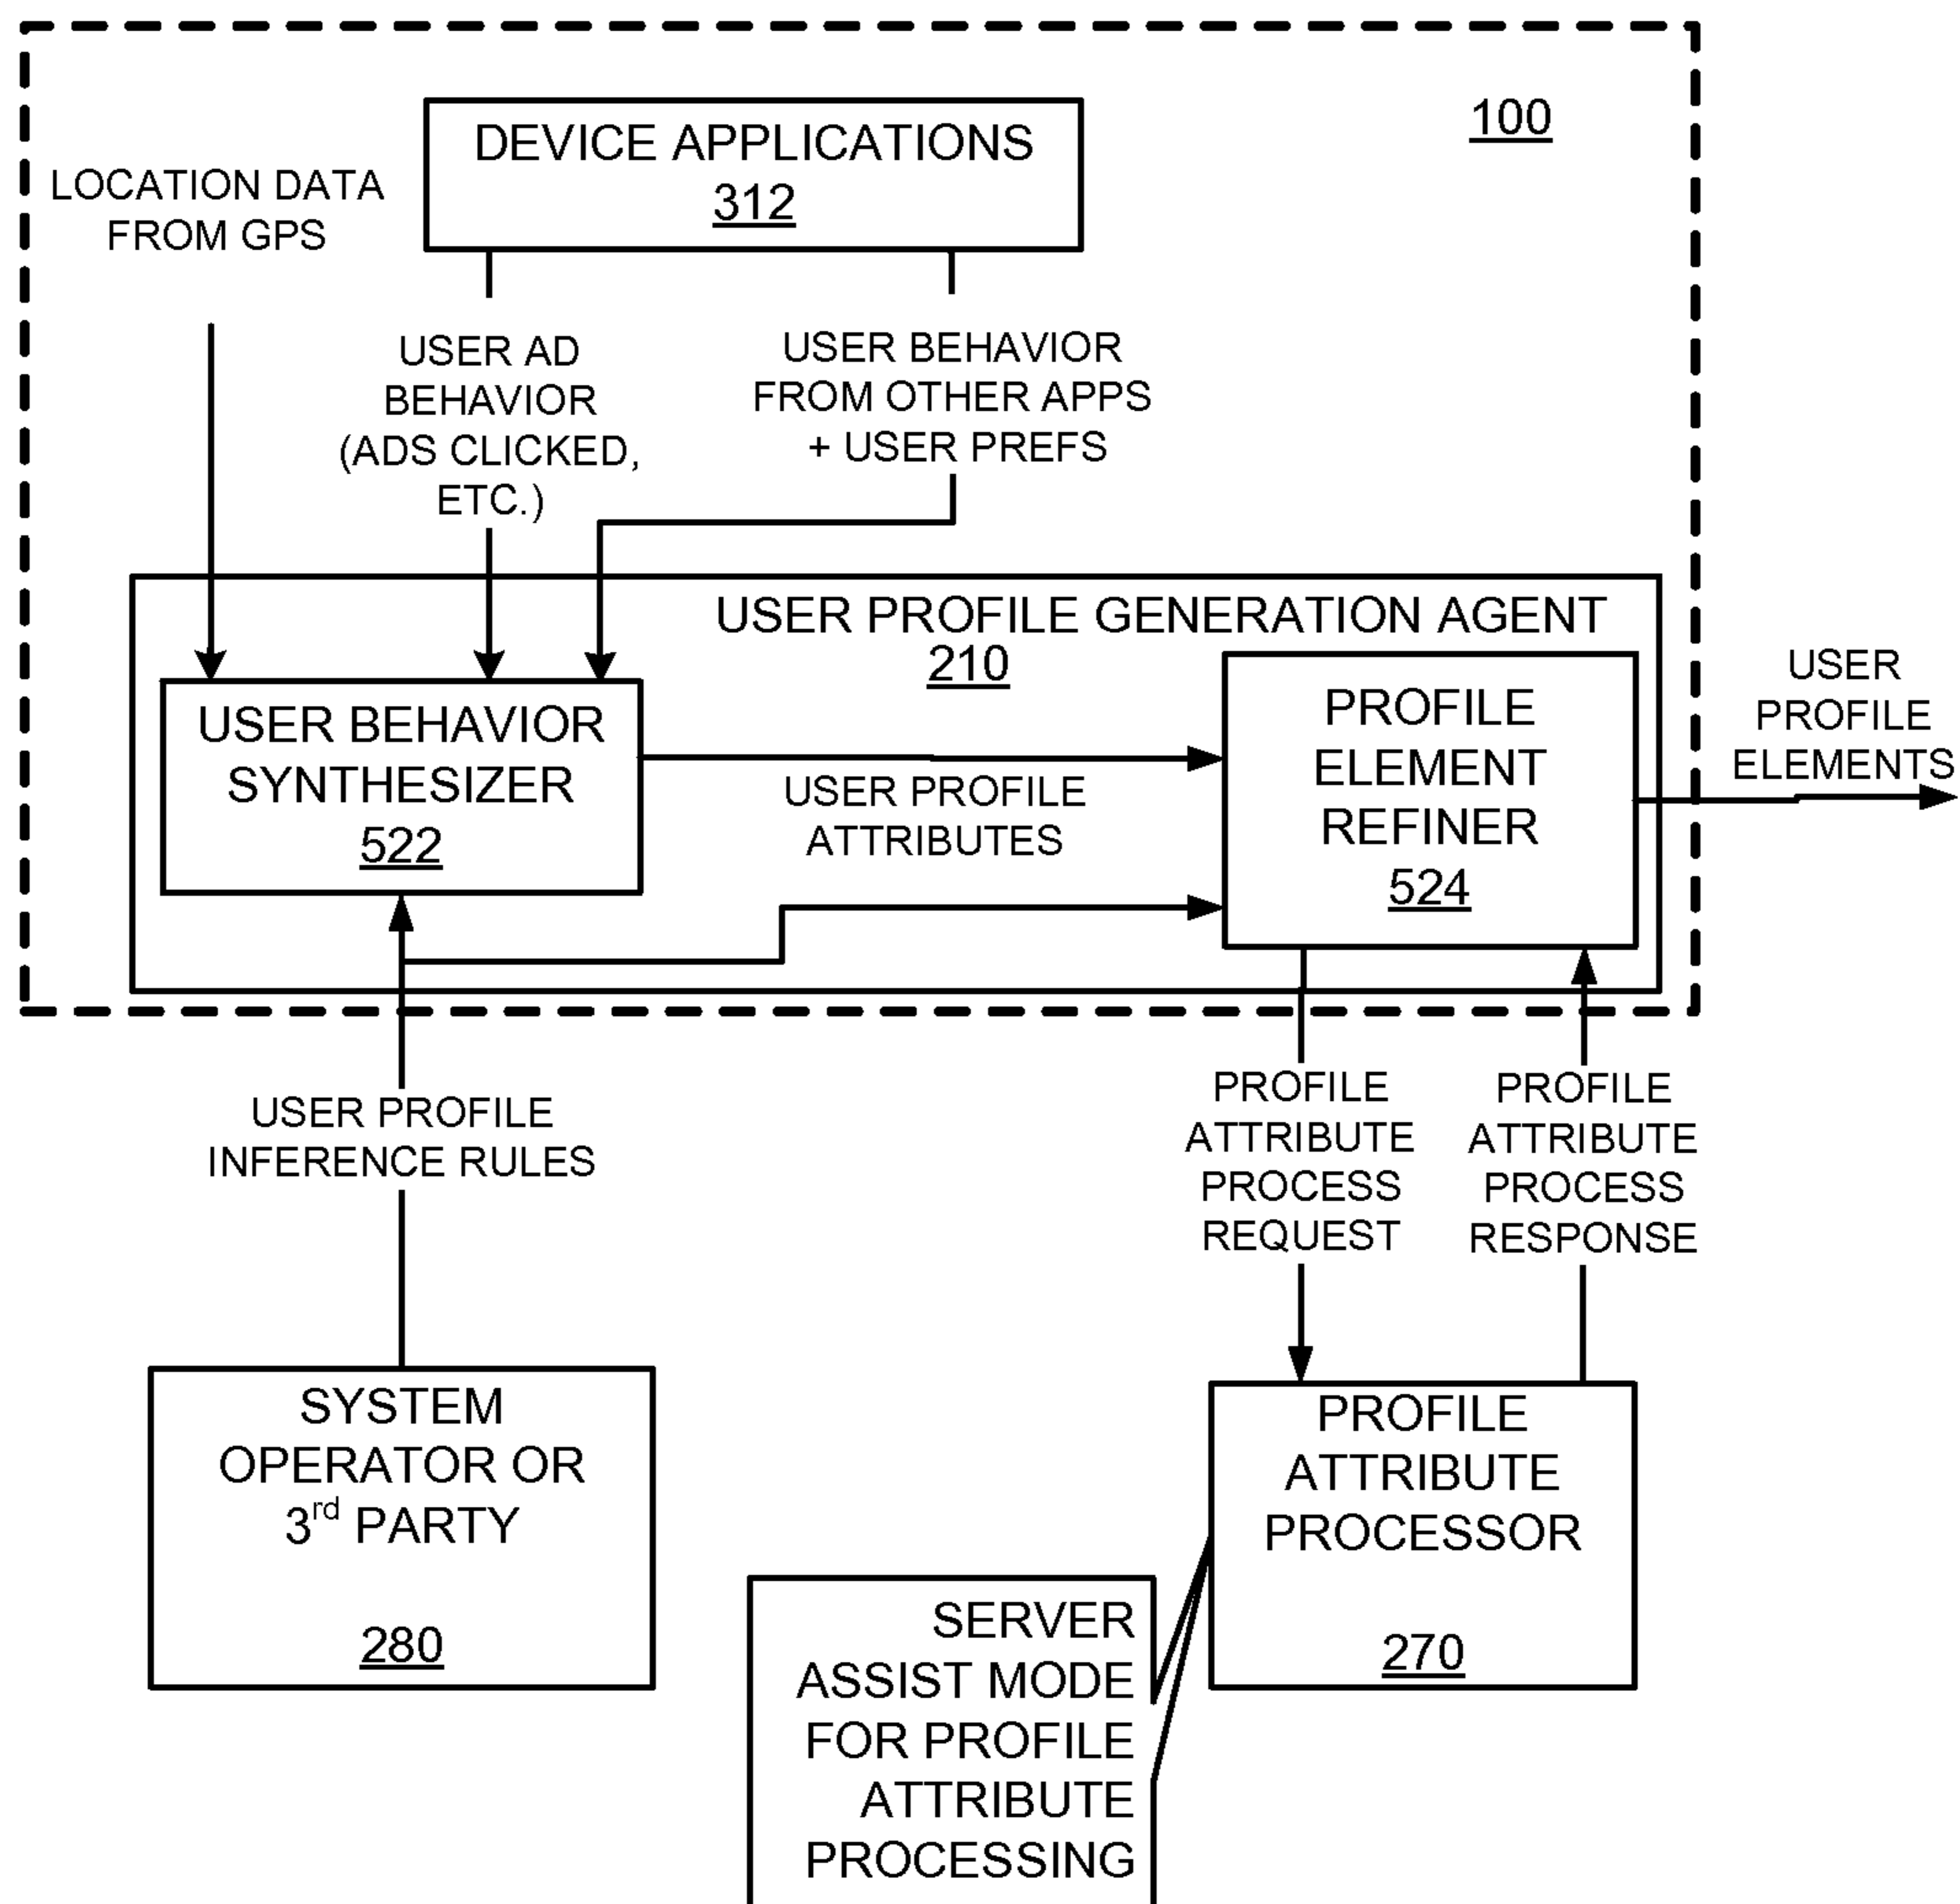 100
DEVICE APPLICATIONS
312
LOCATION DATA
FROM GPS
USER AD
BEHAVIOR
(ADS CLICKED,
ETC.)
USER BEHAVIOR
FROM OTHER APPS
+ USER PREFS
USER PROFILE GENERATION AGENT
210
USER BEHAVIOR
SYNTHESIZER
522
USER PROFILE
ATTRIBUTES
PROFILE
ELEMENT
REFINER
524
USER
PROFILE
ELEMENTS
USER PROFILE
INFERENCE RULES
PROFILE
ATTRIBUTE
PROCESS
REQUEST
PROFILE
ATTRIBUTE
PROCESS
RESPONSE
SYSTEM
OPERATOR OR
3rd PARTY
280
PROFILE
ATTRIBUTE
PROCESSOR
270
SERVER
ASSIST MODE
FOR PROFILE
ATTRIBUTE
PROCESSING